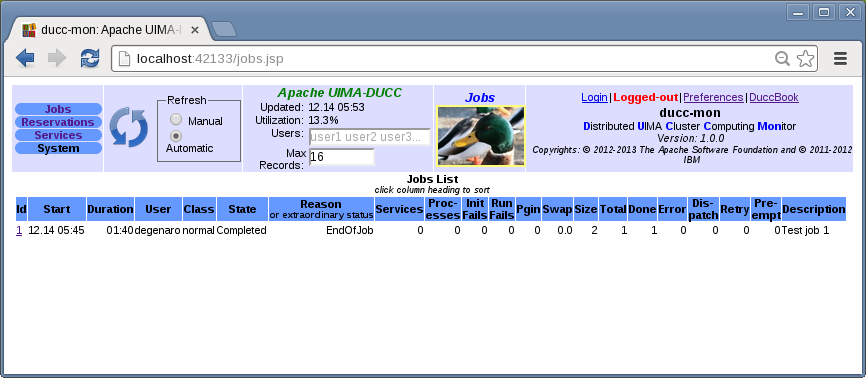 ducc-mon: Apache UIMA-
localhost:42133/jobs.jsp
Jobs
Reservations
Services
System
Refresh
Manual
Automatic
Apache UIMA-DUCC
Updated: 12.14 05:53
Utilization: 13.3%
Users: user1 user2 user3...
Max Records: 16
Jobs
Login|Logged-out|Preferences|DuccBook
ducc-mon
Distributed UIMA Cluster Computing Monitor
Version: 1.0.0
Copyrights: © 2012-2013 The Apache Software Foundation and © 2011-2012
IBM
Jobs List
click column heading to sort
Id Start Duration User Class State Reason or extraordinary status Services Proc-esses Init Fails Run Fails Pgin Swap Size Total Done Error Dis-patch Retry Pre-empt Description
1 12.14 05:45 01:40 degenaro normal Completed EndOfJob 0 0 0 0 0 0.0 2 1 1 0 0 0 0 Test job 1